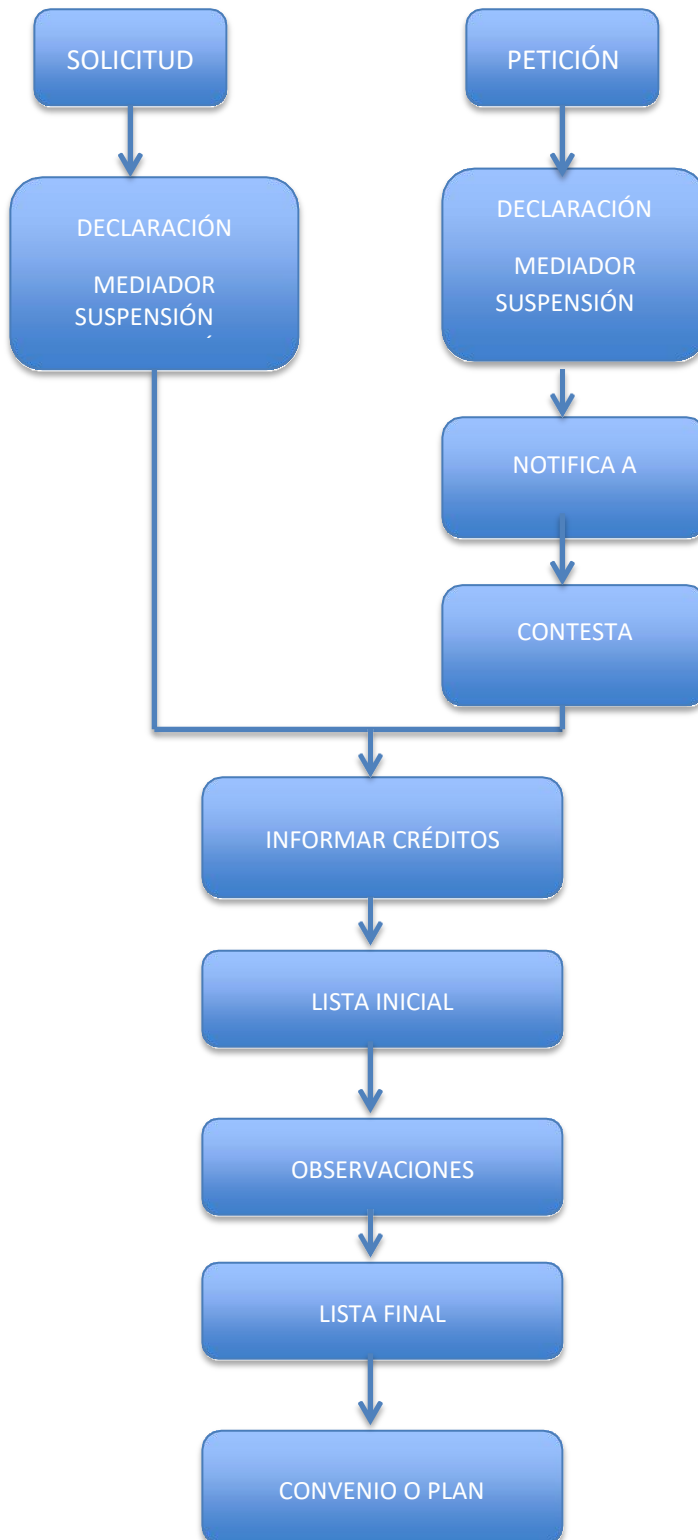 SOLICITUD
PETICIÓN
DECLARACIÓN
MEDIADOR
SUSPENSIÓN
DECLARACIÓN
MEDIADOR
SUSPENSIÓN
NOTIFICA A
CONTESTA
INFORMAR CRÉDITOS
LISTA INICIAL
OBSERVACIONES
LISTA FINAL
CONVENIO O PLAN